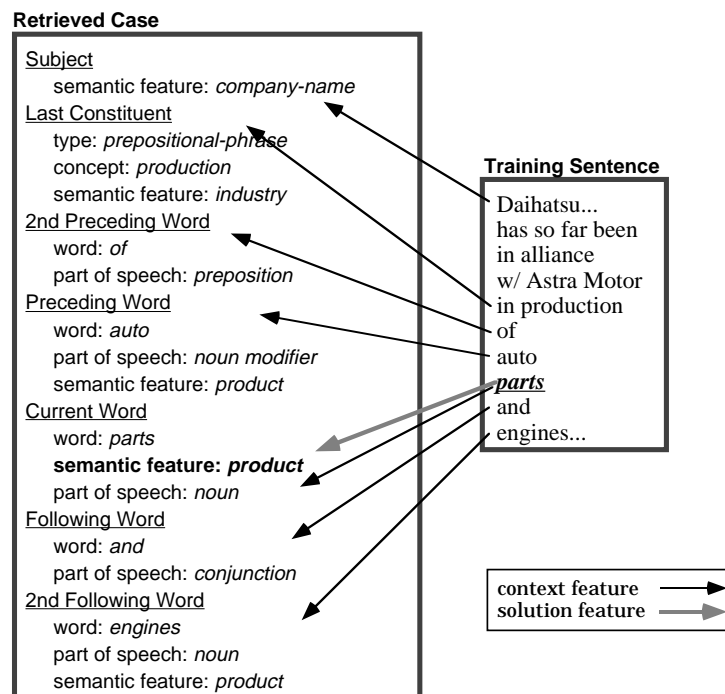 Retrieved Case
Subject
semantic feature: company-name
Last Constituent
type: prepositional-phrase
concept: production
semantic feature: industry
2nd Preceding Word
word: of
part of speech: preposition
Preceding Word
word: auto
part of speech: noun modifier
semantic feature: product
Current Word
word: parts
semantic feature: product
part of speech: noun
Following Word
word: and
part of speech: conjunction
2nd Following Word
word: engines
part of speech: noun
semantic feature: product
Training Sentence
Daihatsu...
has so far been
in alliance
w/ Astra Motor
in production
of
auto
parts
and
engines...
context feature
solution feature